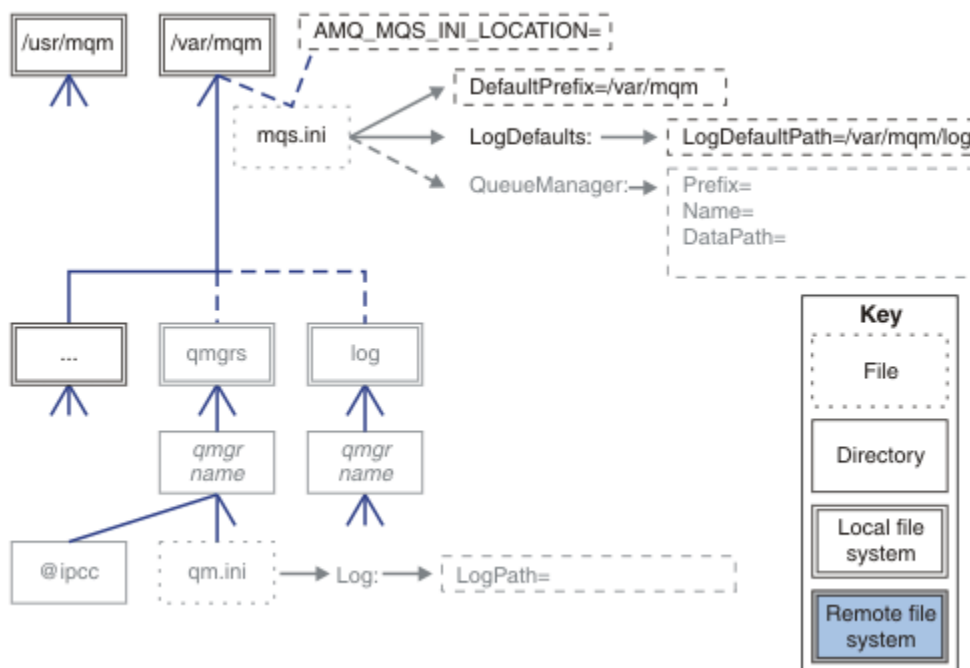 /usr/mqm
/var/mqm
AMQ_MQS_INI_LOCATION=
DefaultPrefix=/var/mqm
mqs.ini
LogDefaults:
LogDefaultPath=/var/mqm/log
QueueManager:
Prefix=
Name=
DataPath=
...
qmgrs
log
qmgr
name
qmgr
name
@ipcc
qm.ini
Log:
LogPath=
Key
File
Directory
Local file
system
Remote file
system